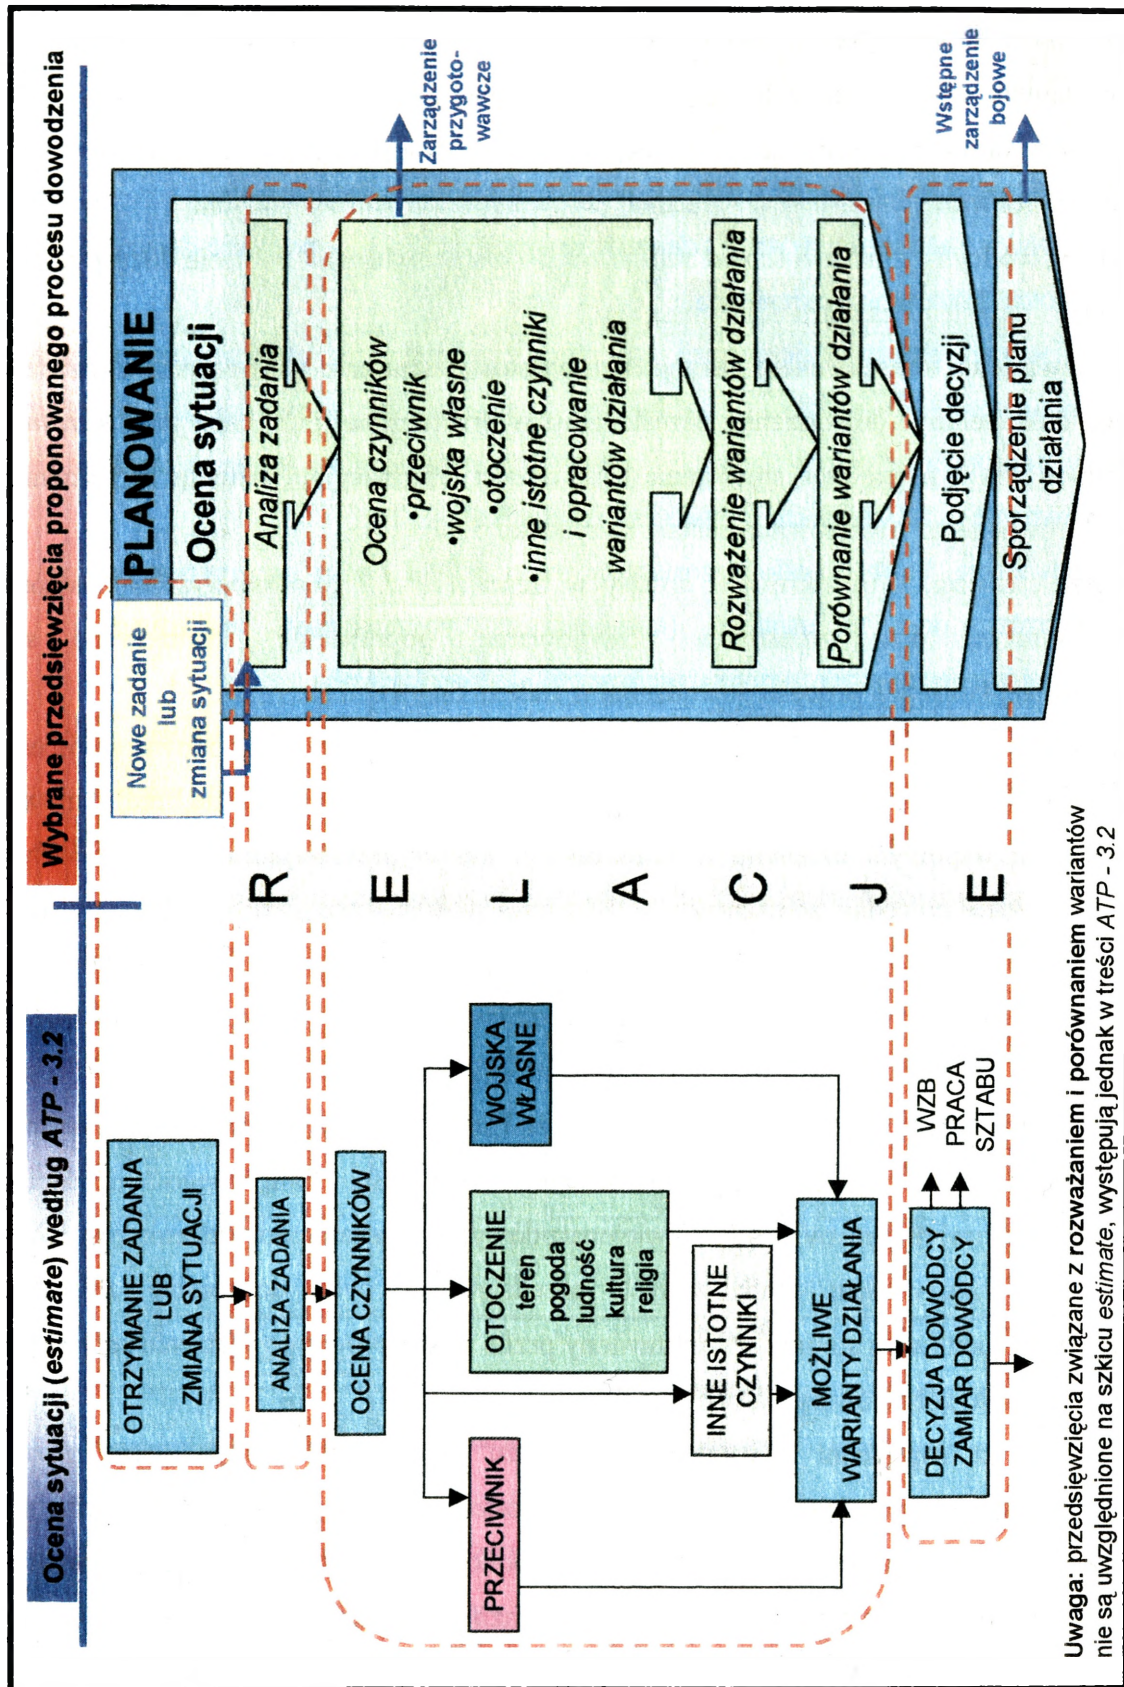 Ocena sytuacji (estimate) według ATP - 3.2
Wybrane przedsięwzięcia proponowanego procesu dowodzenia
OTRZYMANIE ZADANIA
LUB
ZMIANA SYTUACJI
ANALIZA ZADANIA
OCENA CZYNNIKÓW
PRZECIWNIK
OTOCZENIE
teren
pogoda
ludność
kultura
religia
WOJSKA
WŁASNE
INNE ISTOTNE
CZYNNIKI
MOŻLIWE
WARIANTY DZIAŁANIA
DECYZJA DOWÓDCY
ZAMIAR DOWÓDCY
WZB
PRACA
SZTABU
R
E
L
A
C
J
E
Nowe zadanie
lub
zmiana sytuacji
PLANOWANIE
Ocena sytuacji
Analiza zadania
Ocena czynników
•przeciwnik
•wojska własne
•otoczenie
•inne istotne czynniki
i opracowanie
wariantów działania
Rozważenie wariantów działania
Porównanie wariantów działania
Podjęcie decyzji
Sporządzenie planu
działania
Zarządzenie
przygoto-
wawcze
Wstępne
zarządzenie
bojowe
Uwaga: przedsięwzięcia związane z rozważaniem i porównaniem wariantów
nie są uwzględnione na szkicu estimate, występują jednak w treści ATP - 3.2